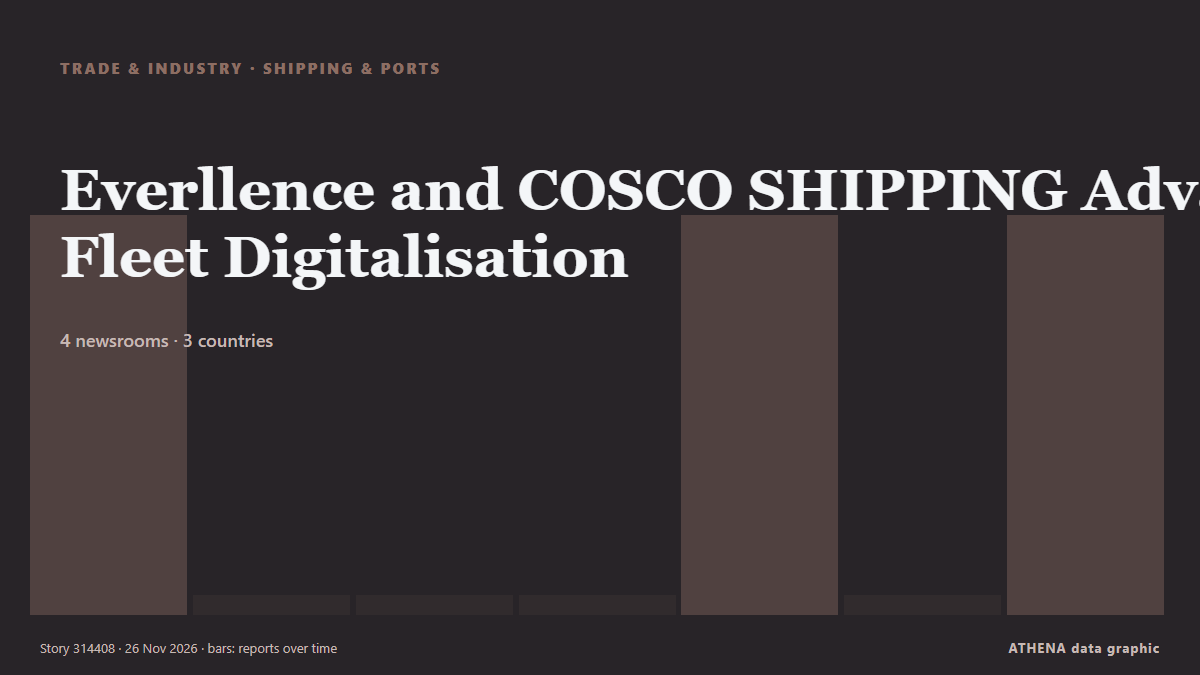 TRADE & INDUSTRY · SHIPPING & PORTS
Everllence and COSCO SHIPPING
Fleet Digitalisation
4 newsrooms · 3 countries
Story 314408 · 26 Nov 2026 · bars: reports over time
ATHENA data graphic